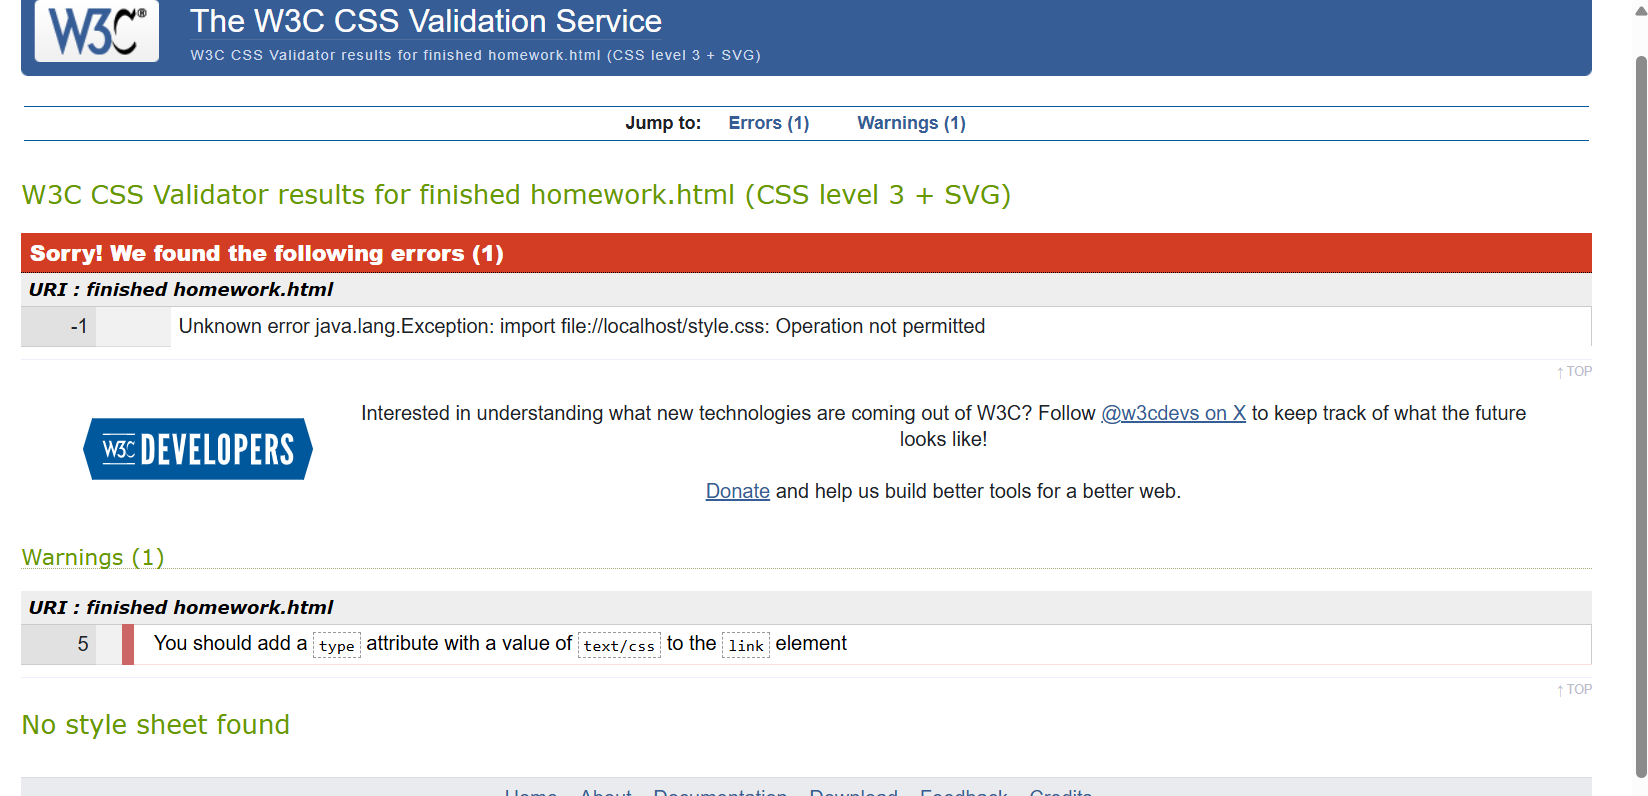 W3C®
The W3C CSS Validation Service
W3C CSS Validator results for finished homework.html (CSS level 3 + SVG)
Jump to: Errors (1) Warnings (1)
W3C CSS Validator results for finished homework.html (CSS level 3 + SVG)
Sorry! We found the following errors (1)
URI : finished homework.html
-1 Unknown error java.lang.Exception: import file://localhost/style.css: Operation not permitted
↑ TOP
W3C DEVELOPERS
Interested in understanding what new technologies are coming out of W3C? Follow @w3cdevs on X to keep track of what the future
looks like!
Donate and help us build better tools for a better web.
Warnings (1)
URI : finished homework.html
5 You should add a type attribute with a value of text/css to the link element
↑ TOP
No style sheet found
Home About Documentation Download Feedback Credits